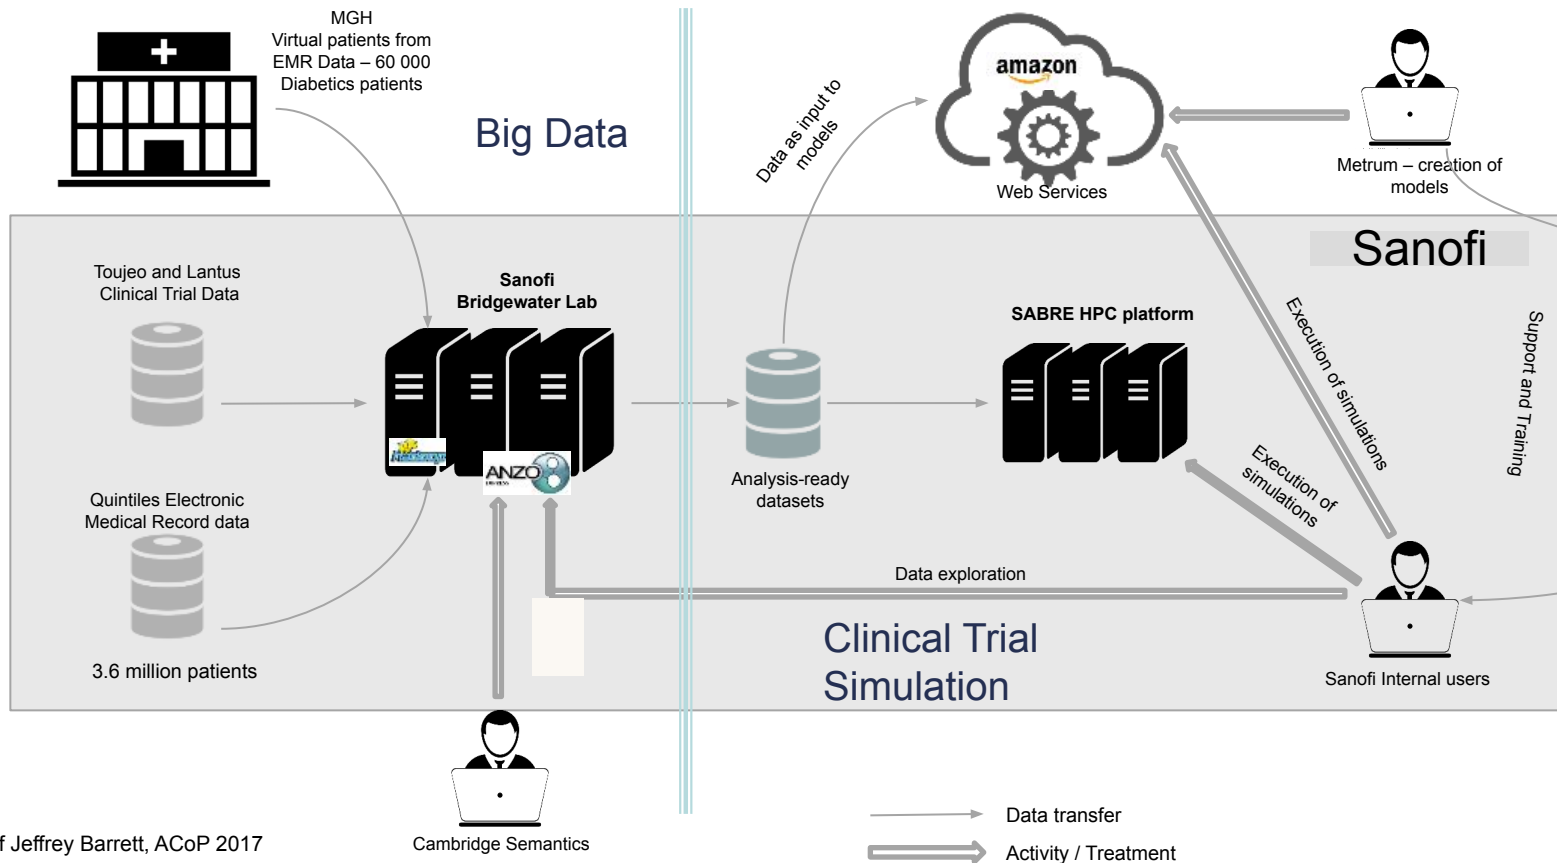 MGH
Virtual patients from
EMR Data – 60 000
Diabetics patients
Big Data
Data as input to
models
amazon
Web Services
Metrum – creation of
models
Sanofi
Toujeo and Lantus
Clinical Trial Data
Sanofi
Bridgewater Lab
SABRE HPC platform
Execution of simulations
Support and Training
ANZO
Analysis-ready
datasets
Execution of
simulations
Quintiles Electronic
Medical Record data
Data exploration
3.6 million patients
Clinical Trial
Simulation
Sanofi Internal users
Cambridge Semantics
Data transfer
Activity / Treatment
f Jeffrey Barrett, ACoP 2017